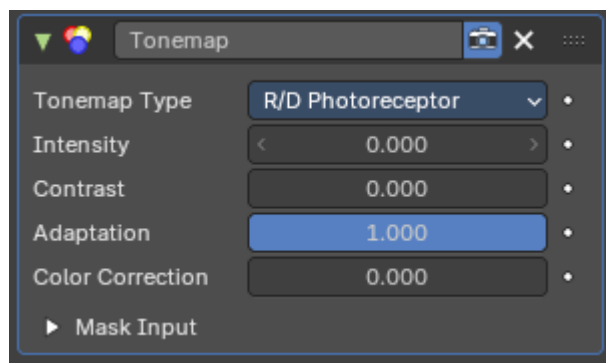 Tonemap
Tonemap Type R/D Photoreceptor
Intensity 0.000
Contrast 0.000
Adaptation 1.000
Color Correction 0.000
Mask Input